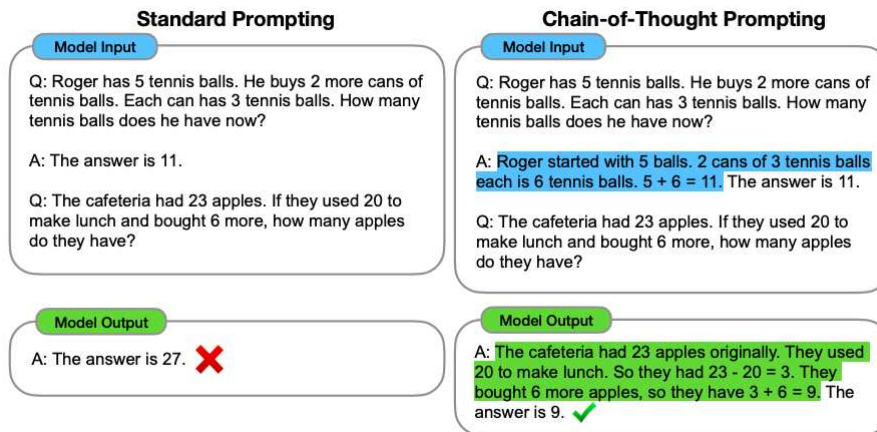 Standard Prompting
Model Input
Q: Roger has 5 tennis balls. He buys 2 more cans of
tennis balls. Each can has 3 tennis balls. How many
tennis balls does he have now?
A: The answer is 11.
Q: The cafeteria had 23 apples. If they used 20 to
make lunch and bought 6 more, how many apples
do they have?
Model Output
A: The answer is 27.
Chain-of-Thought Prompting
Model Input
Q: Roger has 5 tennis balls. He buys 2 more cans of
tennis balls. Each can has 3 tennis balls. How many
tennis balls does he have now?
A: Roger started with 5 balls. 2 cans of 3 tennis balls
each is 6 tennis balls. 5 + 6 = 11. The answer is 11.
Q: The cafeteria had 23 apples. If they used 20 to
make lunch and bought 6 more, how many apples
do they have?
Model Output
A: The cafeteria had 23 apples originally. They used
20 to make lunch. So they had 23 - 20 = 3. They
bought 6 more apples, so they have 3 + 6 = 9. The
answer is 9.